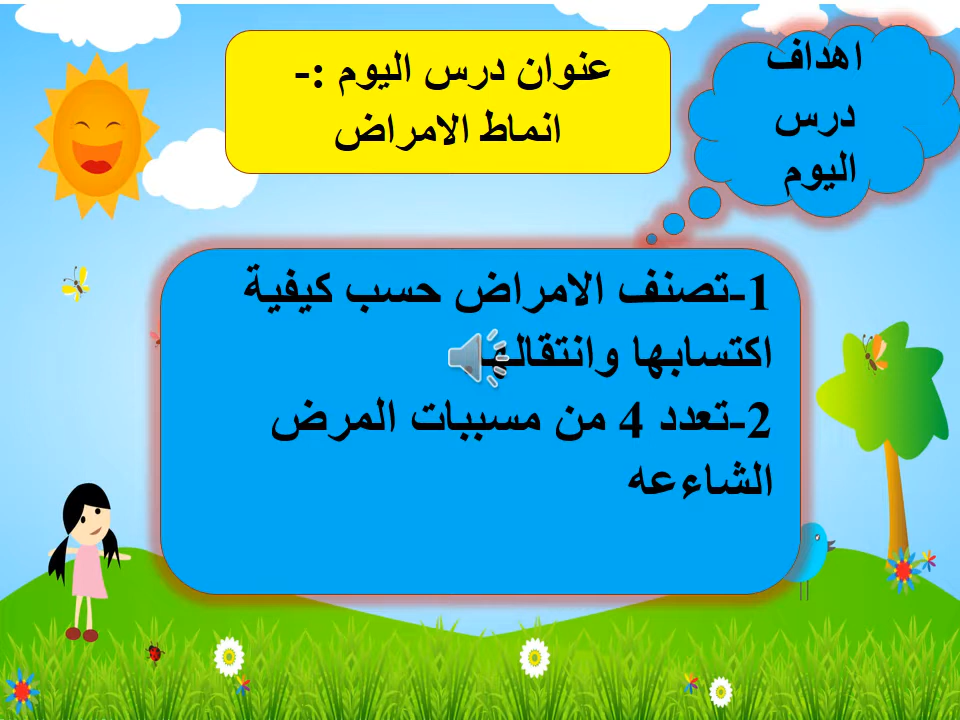 اهداف
درس
اليوم
عنوان درس اليوم :-
انماط الامراض
1-تصنف الامراض حسب كيفية
اكتسابها وانتقالها
2-تعدد 4 من مسببات المرض
الشاءعه